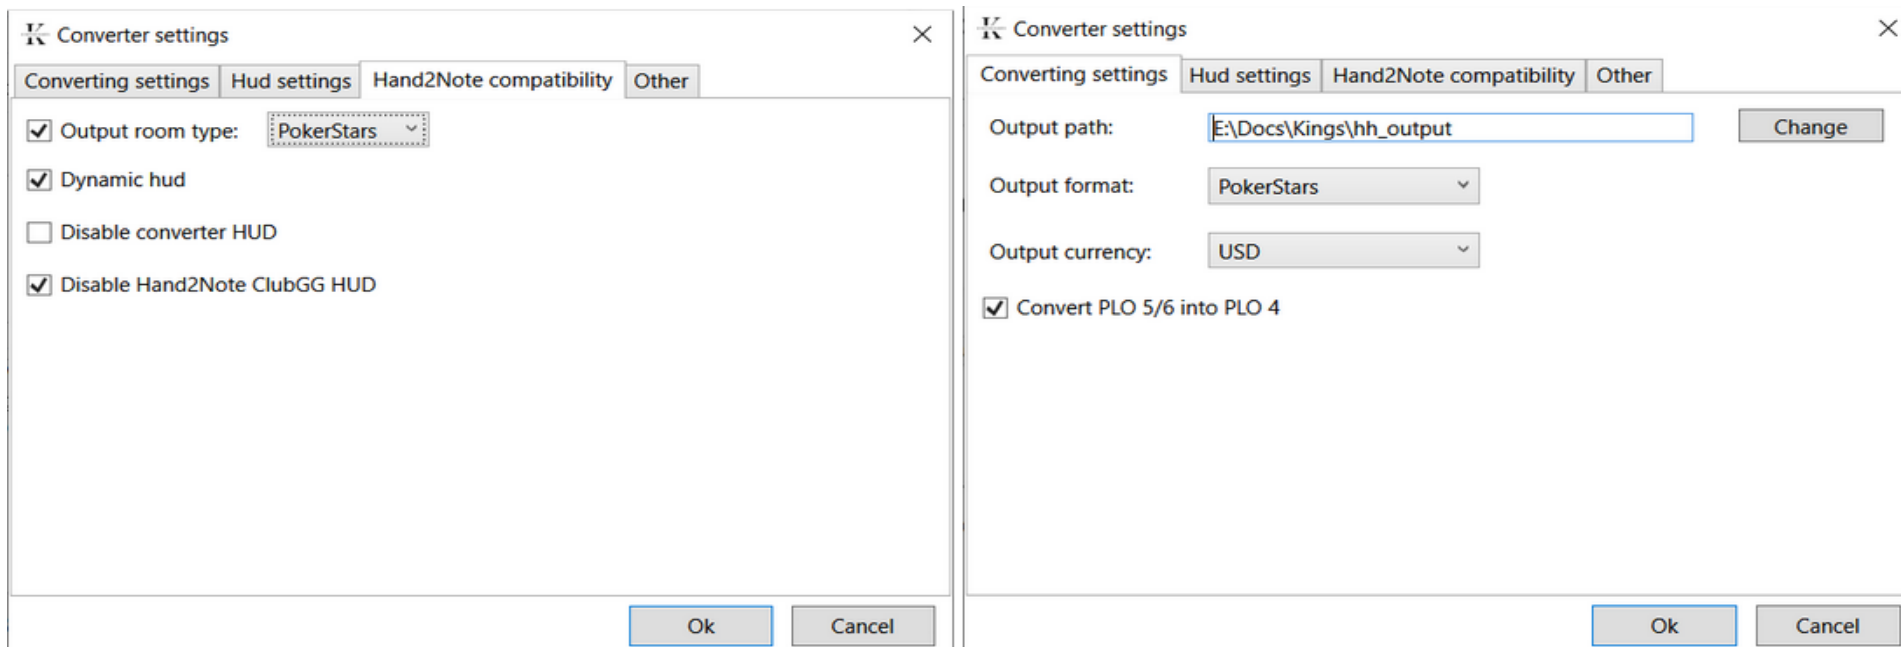 Converter settings
Converting settings Hud settings Hand2Note compatibility Other
Output room type: PokerStars
Dynamic hud
Disable converter HUD
Disable Hand2Note ClubGG HUD
Ok Cancel
Converter settings
Converting settings Hud settings Hand2Note compatibility Other
Output path: E:\Docs\Kings\hh_output Change
Output format: PokerStars
Output currency: USD
Convert PLO 5/6 into PLO 4
Ok Cancel